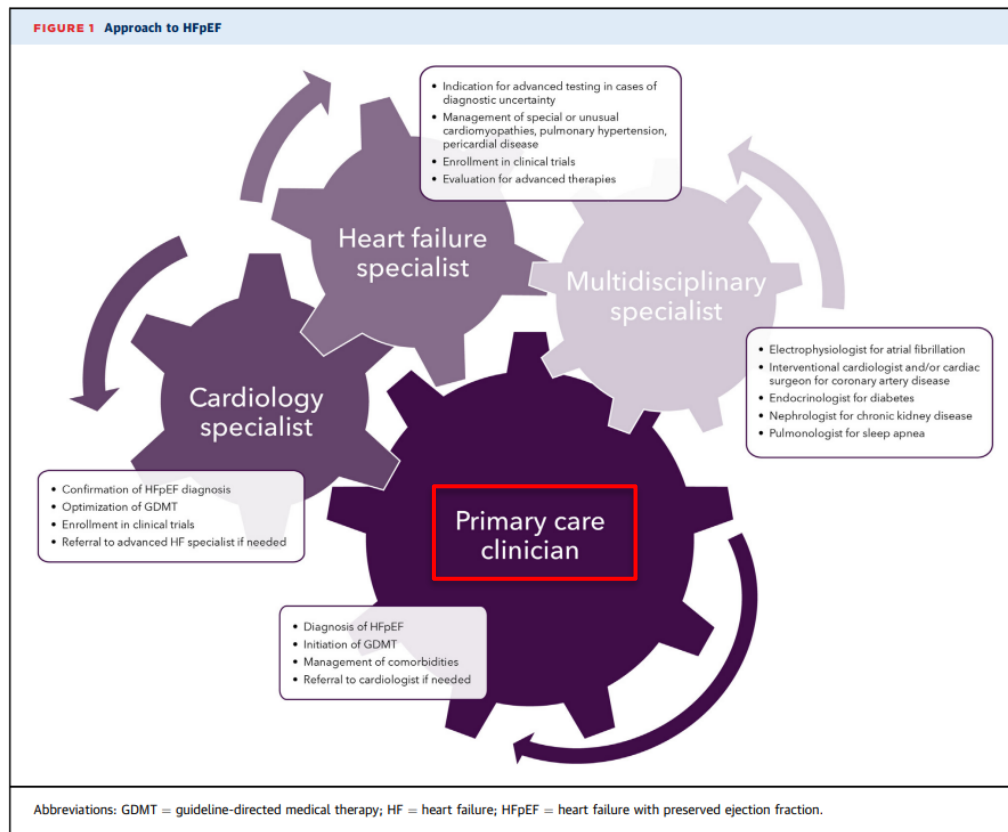 FIGURE 1 Approach to HFpEF
• Indication for advanced testing in cases of
diagnostic uncertainty
• Management of special or unusual
cardiomyopathies, pulmonary hypertension,
pericardial disease
• Enrollment in clinical trials
• Evaluation for advanced therapies
Heart failure
specialist
Multidisciplinary
specialist
• Electrophysiologist for atrial fibrillation
• Interventional cardiologist and/or cardiac
surgeon for coronary artery disease
• Endocrinologist for diabetes
• Nephrologist for chronic kidney disease
• Pulmonologist for sleep apnea
Cardiology
specialist
• Confirmation of HFpEF diagnosis
• Optimization of GDMT
• Enrollment in clinical trials
• Referral to advanced HF specialist if needed
Primary care
clinician
• Diagnosis of HFpEF
• Initiation of GDMT
• Management of comorbidities
• Referral to cardiologist if needed
Abbreviations: GDMT = guideline-directed medical therapy; HF = heart failure; HFpEF = heart failure with preserved ejection fraction.